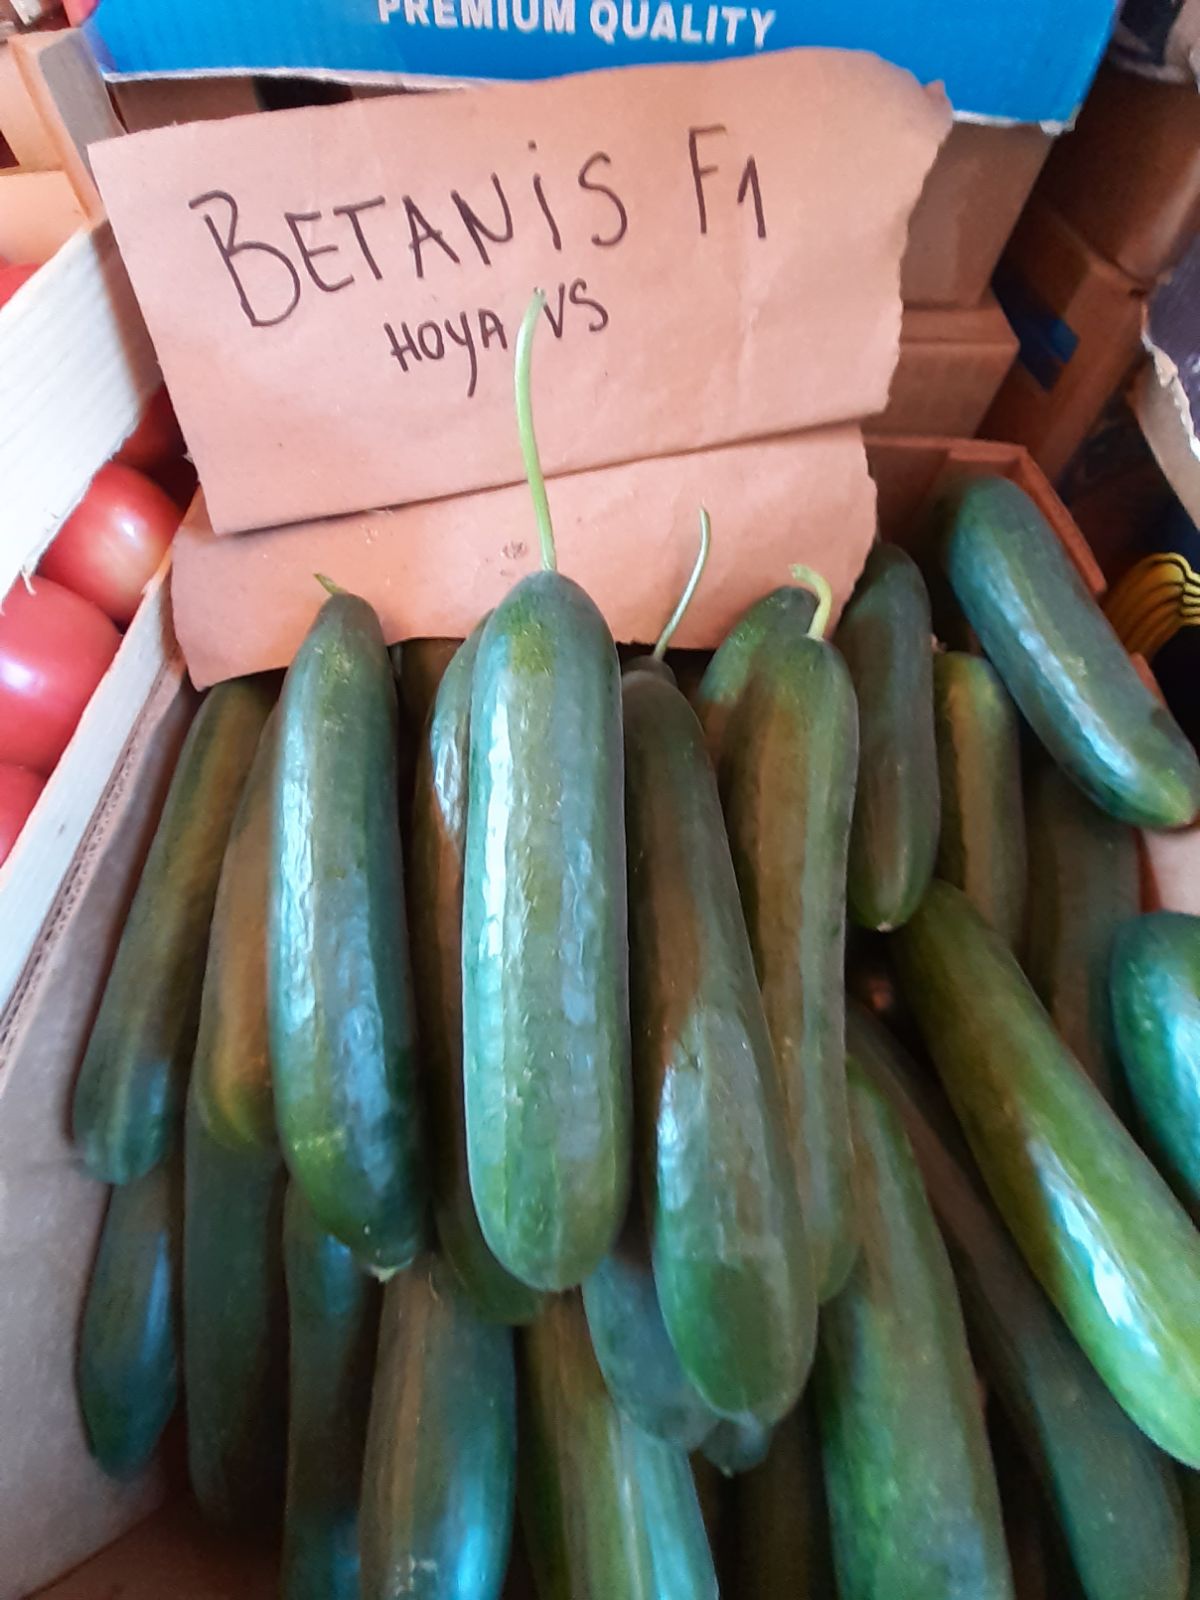 PREMIUM QUALITY
BETANiS F1
HOYA VS